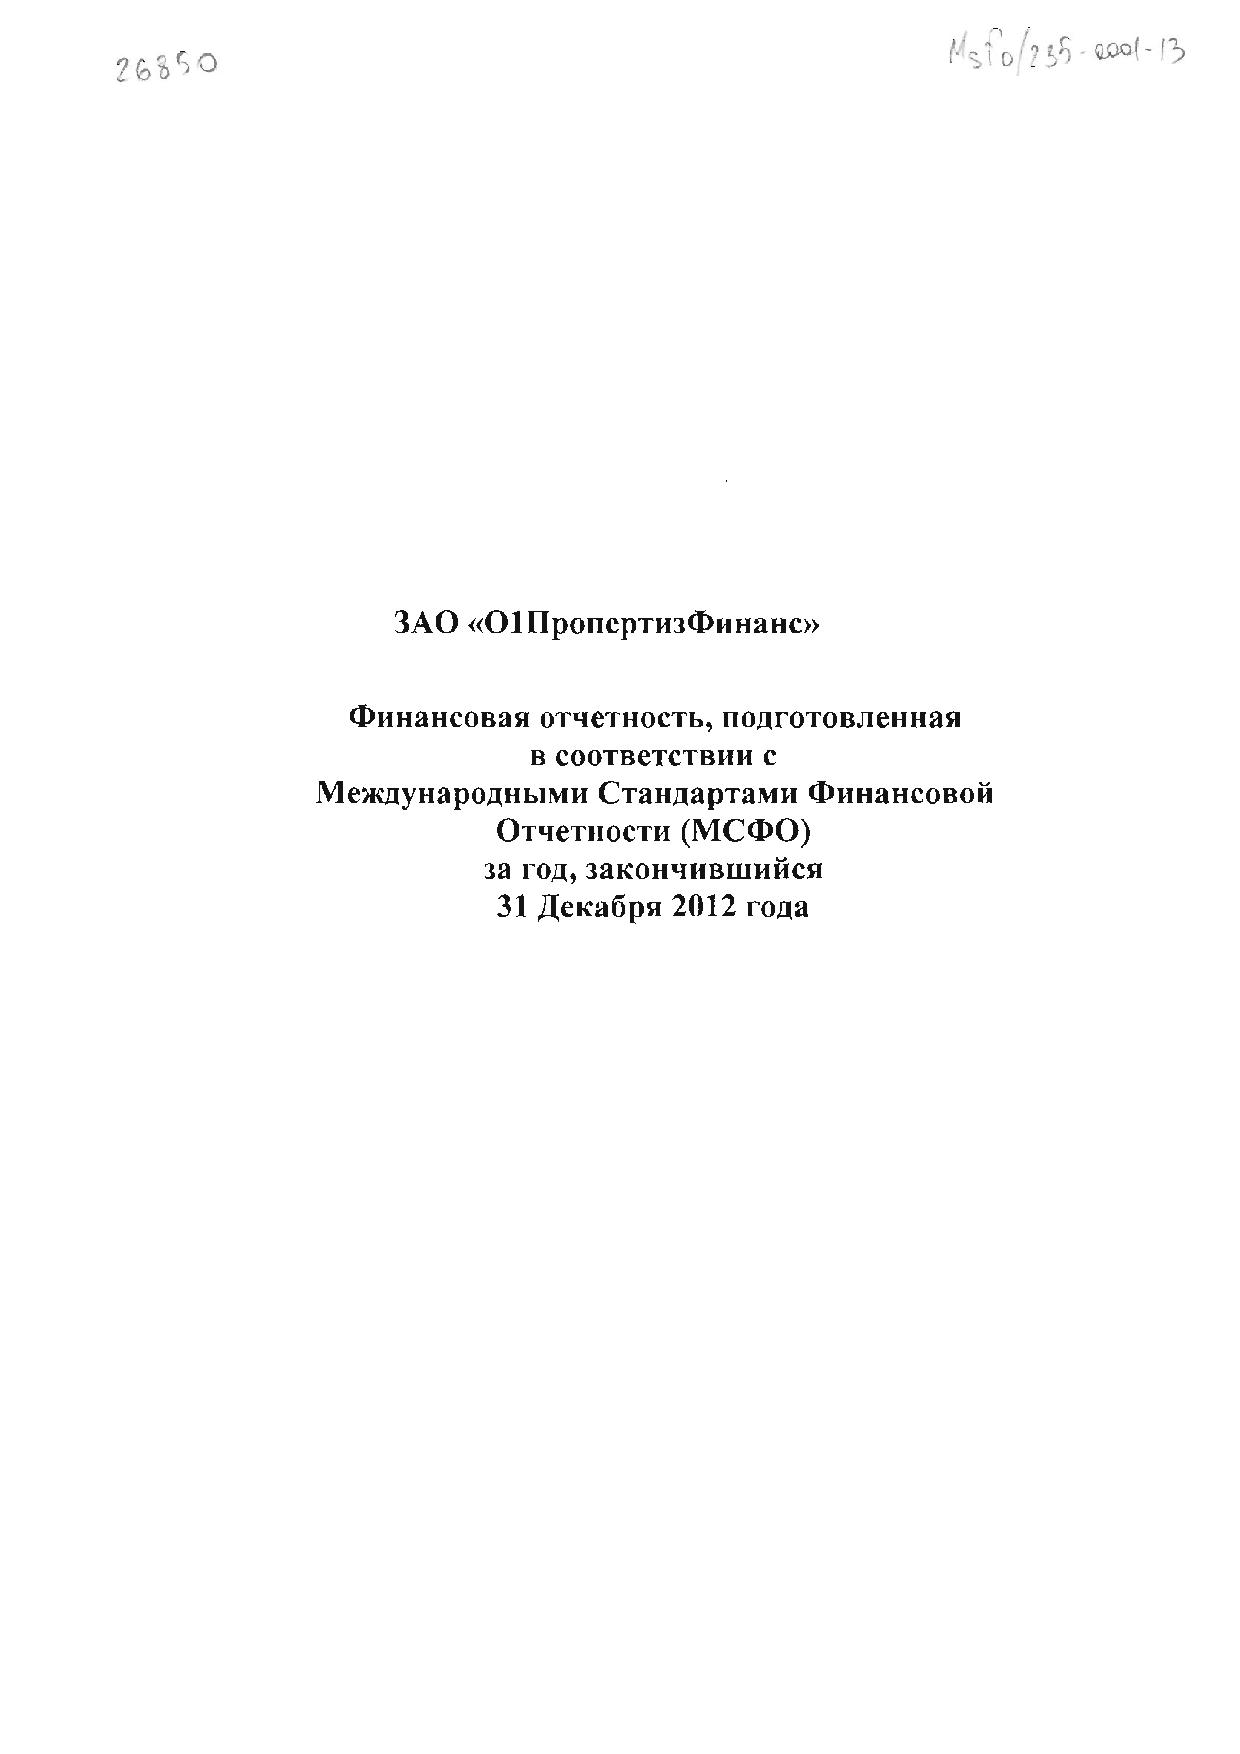 26850
Msfo/235-0001-13
ЗАО «О1ПропертизФинанс»
Финансовая отчетность, подготовленная
в соответствии с
Международными Стандартами Финансовой
Отчетности (МСФО)
за год, закончившийся
31 Декабря 2012 года